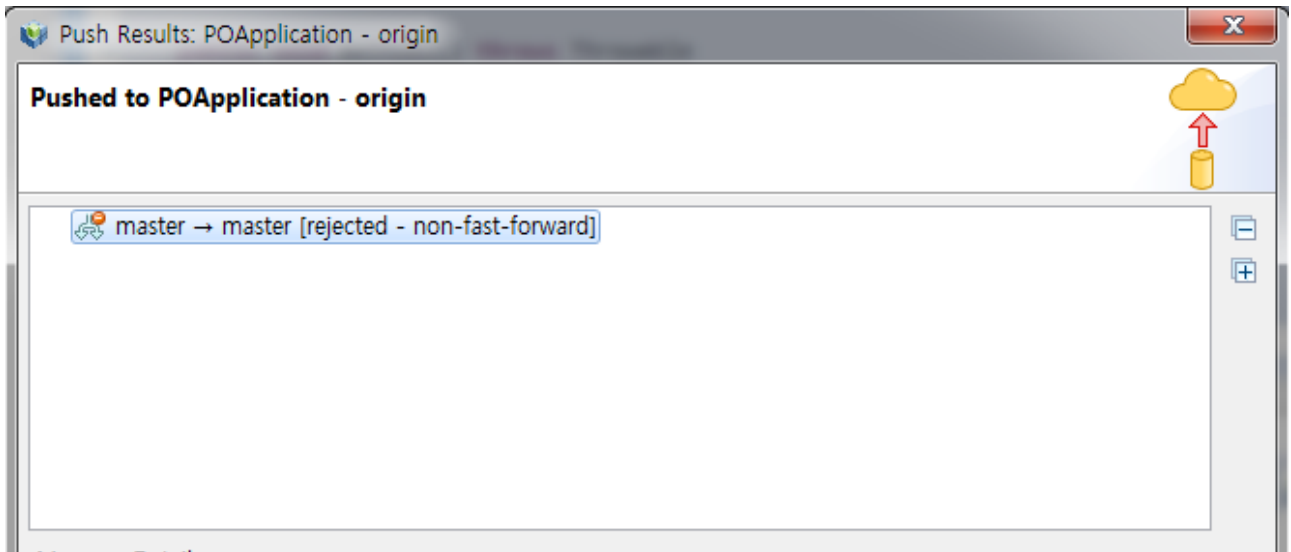 Push Results: POApplication - origin
Pushed to POApplication - origin
master → master [rejected - non-fast-forward]